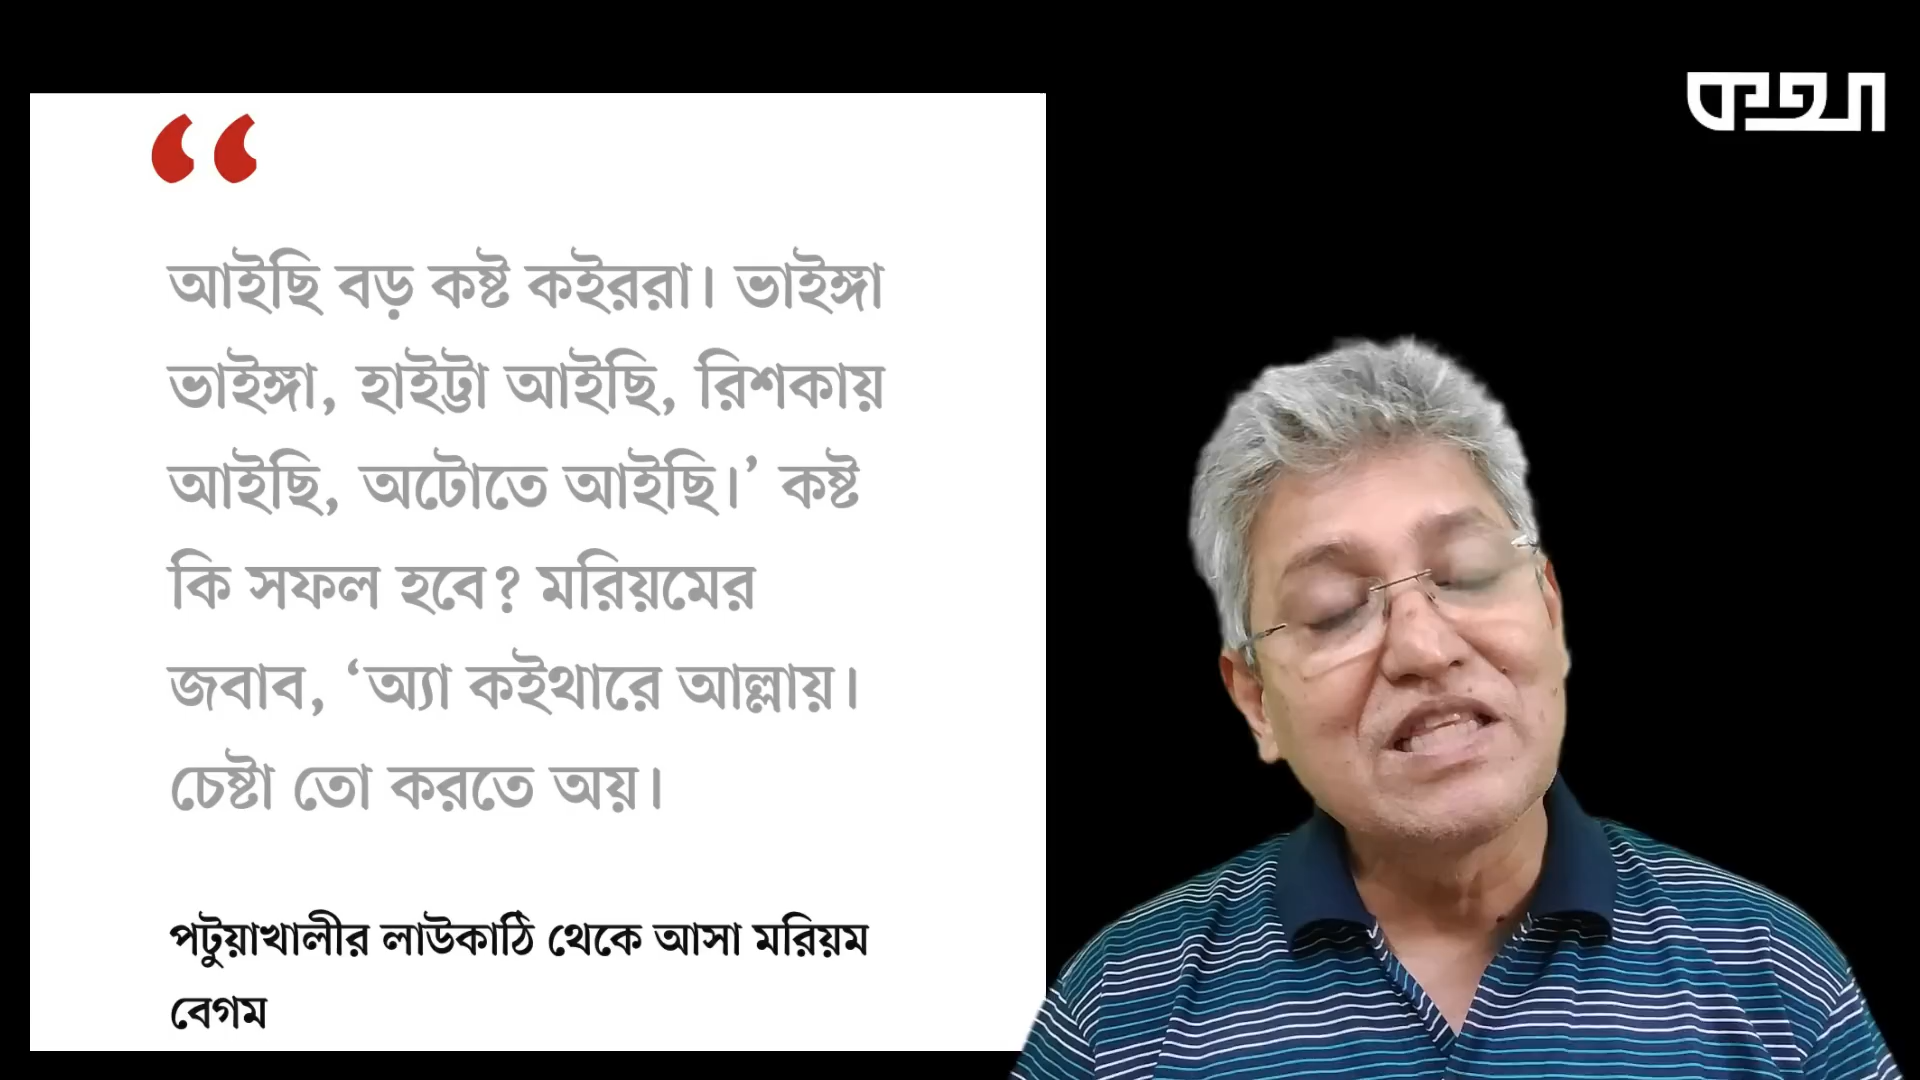 “
আইছি বড় কষ্ট কইররা। ভাইঙ্গা
ভাইঙ্গা, হাইট্টা আইছি, রিশকায়
আইছি, অটোতে আইছি।’ কষ্ট
কি সফল হবে? মরিয়মের
জবাব, ‘অ্যা কইথারে আল্লায়।
চেষ্টা তো করতে অয়।
পটুয়াখালীর লাউকাঠি থেকে আসা মরিয়ম
বেগম